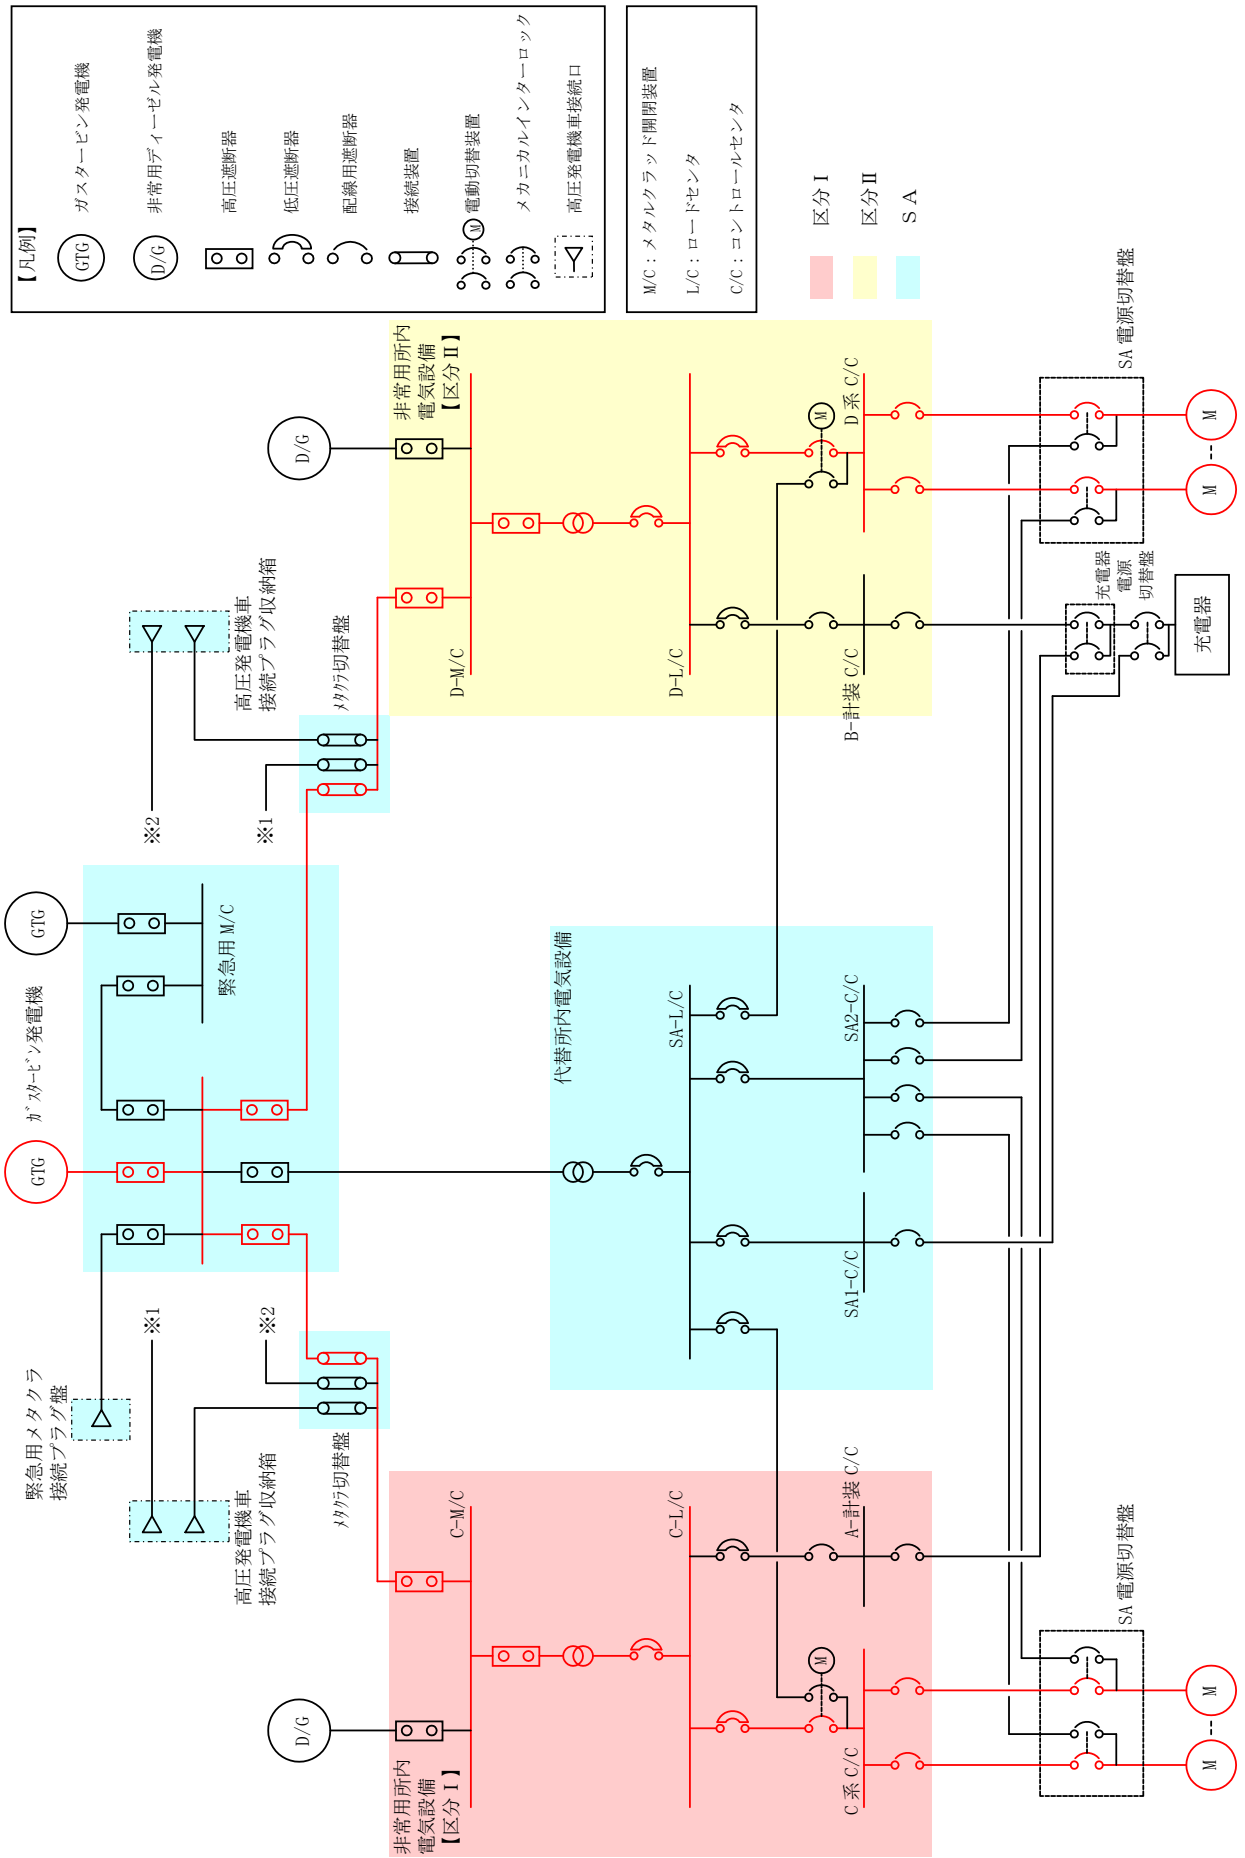 【凡例】
GTG
ガスタービン発電機
D/G
非常用ディーゼル発電機
高圧遮断器
低圧遮断器
配線用遮断器
接続装置
M
電動切替装置
メカニカルインターロック
高圧発電機車接続口
M/C：メタルクラッド開閉装置
L/C：ロードセンタ
C/C：コントロールセンタ
区分Ⅰ
区分Ⅱ
ＳＡ
緊急用メタクラ
接続プラグ盤
GTG
ｶﾞｽﾀｰﾋﾞﾝ発電機
GTG
緊急用 M/C
※1
※2
高圧発電機車
接続プラグ収納箱
ﾒﾀｸﾗ切替盤
※2
※1
高圧発電機車
接続プラグ収納箱
ﾒﾀｸﾗ切替盤
D/G
非常用所内
電気設備
【区分Ⅰ】
C-M/C
C-L/C
M
C 系 C/C
A-計装 C/C
代替所内電気設備
SA-L/C
SA1-C/C
SA2-C/C
D/G
非常用所内
電気設備
【区分Ⅱ】
D-M/C
D-L/C
M
B-計装 C/C
D 系 C/C
SA 電源切替盤
M
M
充電器
電源
切替盤
充電器
SA 電源切替盤
M
M